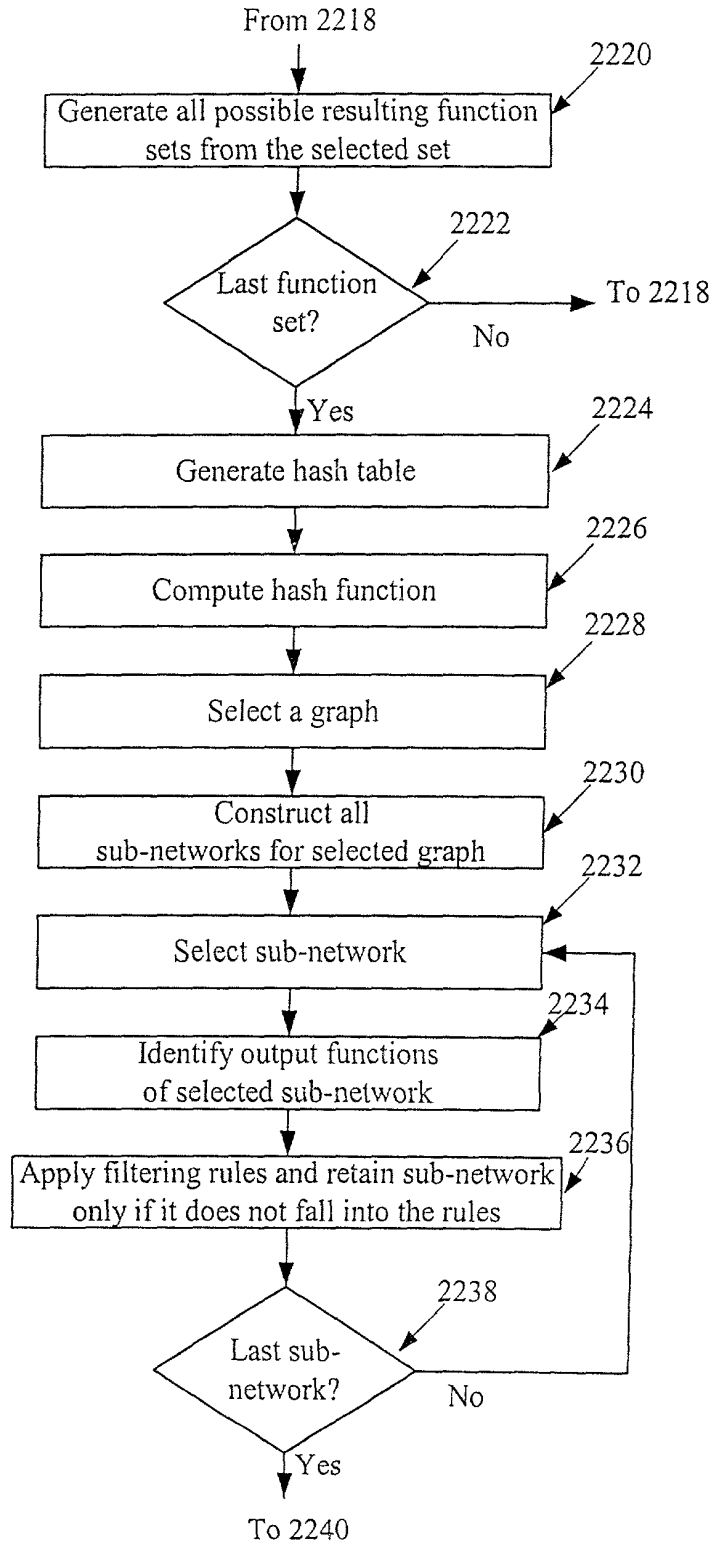 From 2218
2220
Generate all possible resulting function
sets from the selected set
2222
Last function
set?
To 2218
No
Yes
2224
Generate hash table
2226
Compute hash function
2228
Select a graph
2230
Construct all
sub-networks for selected graph
2232
Select sub-network
2234
Identify output functions
of selected sub-network
2236
Apply filtering rules and retain sub-network
only if it does not fall into the rules
2238
Last sub-
network?
No
Yes
To 2240